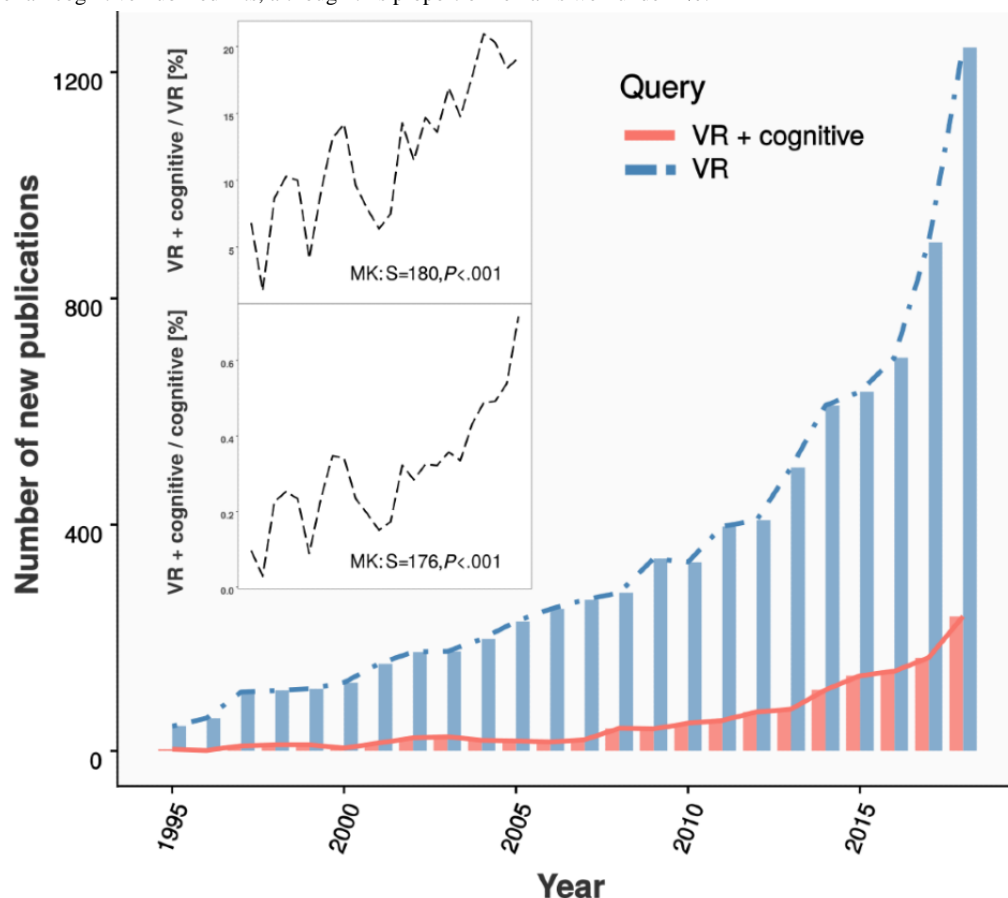 1200
800
400
0
Number of new publications
20
15
10
5
VR + cognitive / VR [%]
MK: S=180, P<.001
0.6
0.4
0.2
0.0
VR + cognitive / cognitive [%]
MK: S=176, P<.001
Query
VR + cognitive
VR
1995
2000
2005
2010
2015
Year